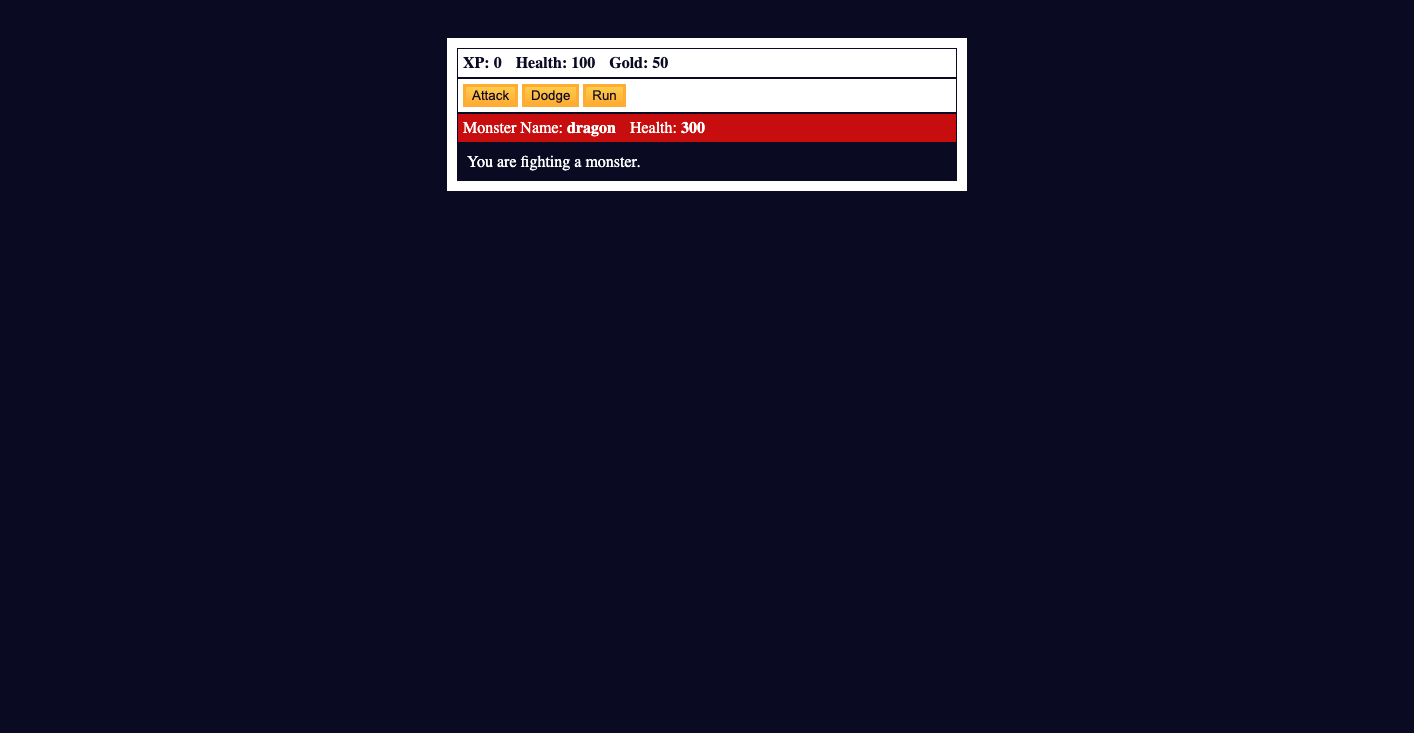 XP: 0 Health: 100 Gold: 50
Attack Dodge Run
Monster Name: dragon Health: 300
You are fighting a monster.